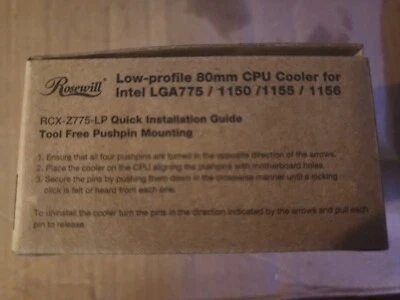 Rosewill
Low-profile 80mm CPU Cooler for
Intel LGA775 / 1150 /1155 / 1156
RCX-Z775-LP Quick Installation Guide
Tool Free Pushpin Mounting
1. Ensure that all four pushpins are turned in the opposite direction of the arrows.
2. Place the cooler on the CPU aligning the pushpins with motherboard holes.
3. Secure the pins by pushing them down in the crosswise manner until a locking
click is felt or heard from each one.
To uninstall the cooler turn the pins in the direction indicated by the arrows and pull each
pin to release.